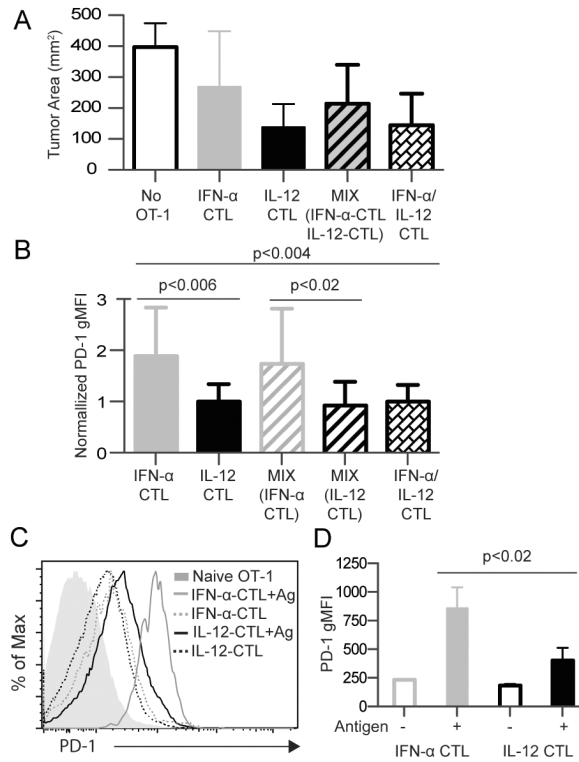 A
Tumor Area (mm²)
500
400
300
200
100
0
No
OT-1
IFN-α
CTL
IL-12
CTL
MIX
(IFN-α-CTL
IL-12-CTL)
IFN-α/
IL-12
CTL
B
p<0.004
p<0.006
p<0.02
Normallized PD-1 gMFI
3
2
1
0
IFN-α
CTL
IL-12
CTL
MIX
(IFN-α
CTL)
MIX
(IL-12
CTL)
IFN-α/
IL-12
CTL
C
% of Max
Naive OT-1
IFN-α-CTL+Ag
IFN-α-CTL
IL-12-CTL+Ag
IL-12-CTL
PD-1
D
p<0.02
PD-1 gMFI
1250
1000
750
500
250
0
Antigen - + - +
IFN-α CTL IL-12 CTL